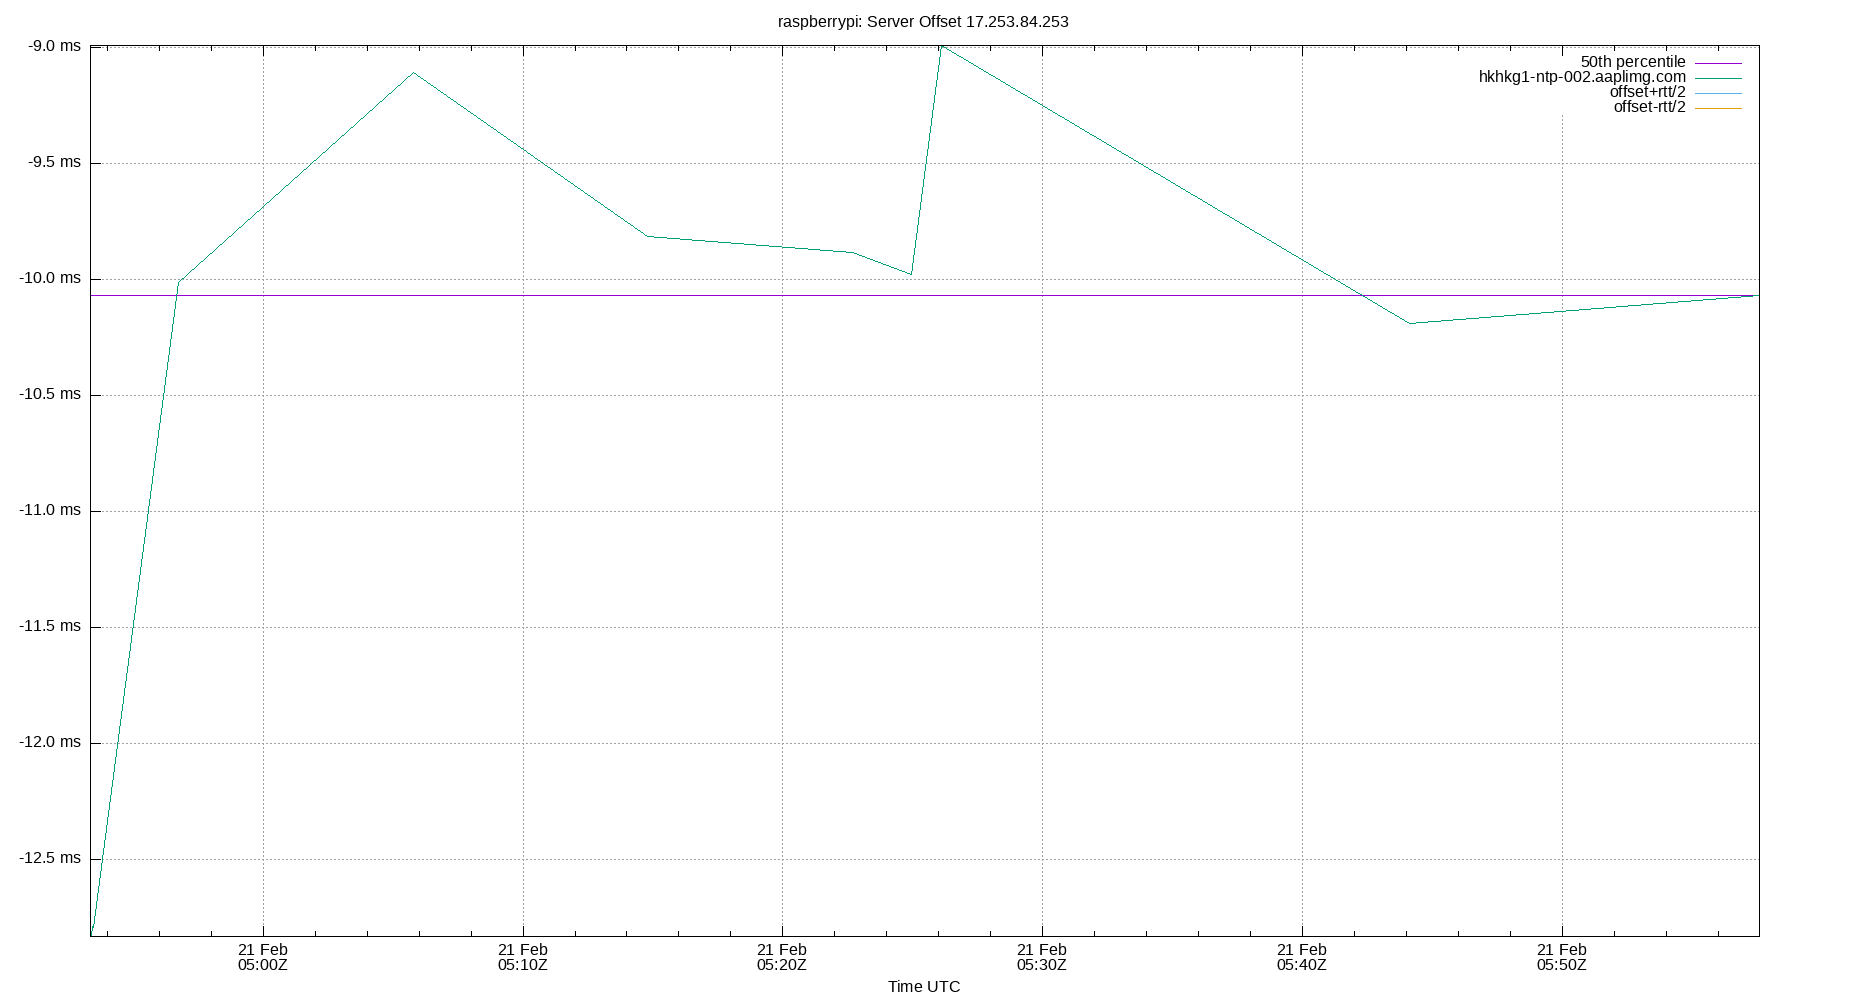 raspberrypi: Server Offset 17.253.84.253
-9.0 ms
50th percentile
hkhkg1-ntp-002.aaplimg.com
offset+rtt/2
offset-rtt/2
-9.5 ms
-10.0 ms
-10.5 ms
-11.0 ms
-11.5 ms
-12.0 ms
-12.5 ms
21 Feb 21 Feb 21 Feb 21 Feb 21 Feb 21 Feb
05:00Z 05:10Z 05:20Z 05:30Z 05:40Z 05:50Z
Time UTC